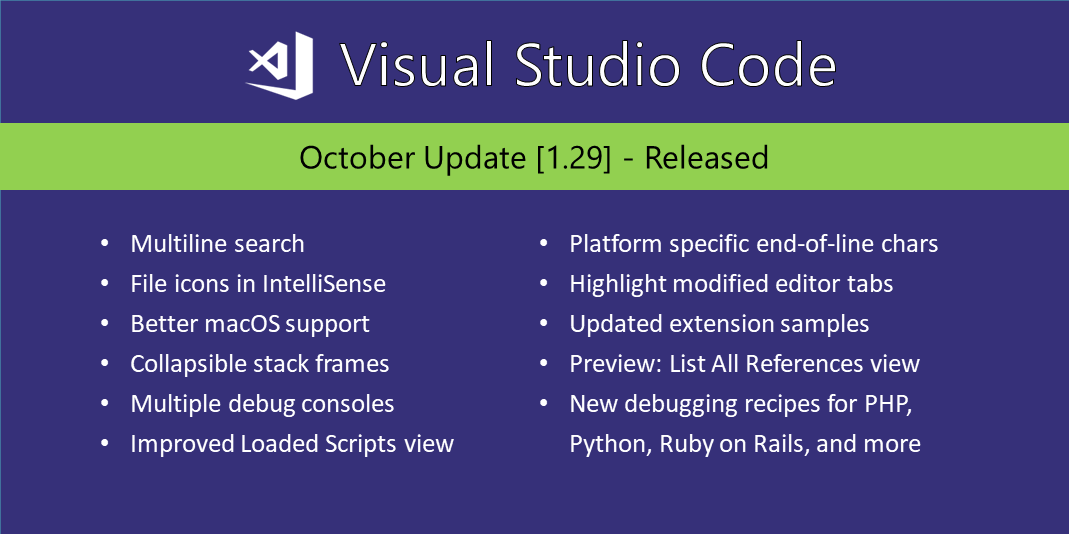 Visual Studio Code
October Update [1.29] - Released
• Multiline search
• File icons in IntelliSense
• Better macOS support
• Collapsible stack frames
• Multiple debug consoles
• Improved Loaded Scripts view
• Platform specific end-of-line chars
• Highlight modified editor tabs
• Updated extension samples
• Preview: List All References view
• New debugging recipes for PHP,
Python, Ruby on Rails, and more